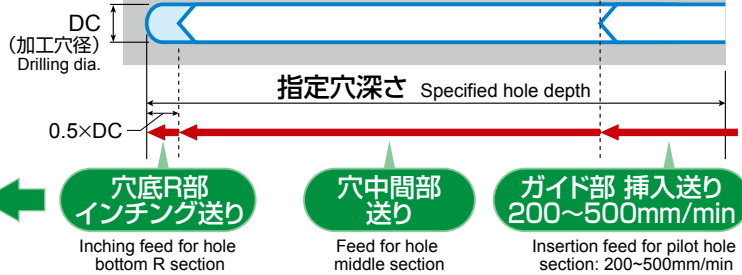 DC
（加工穴径）
Drilling dia.
指定穴深さ Specified hole depth
0.5×DC
穴底R部
インチング送り
Inching feed for hole
bottom R section
穴中間部
送り
Feed for hole
middle section
ガイド部 挿入送り
200～500mm/min
Insertion feed for pilot hole
section: 200~500mm/min